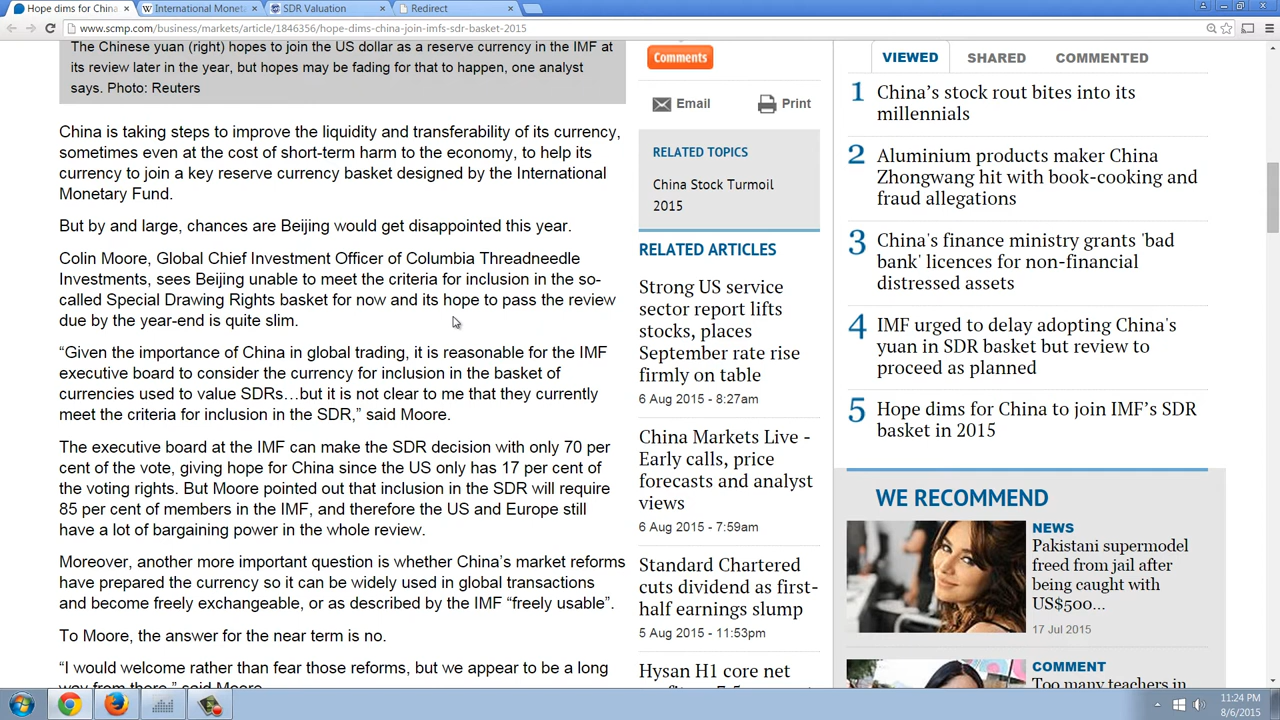 Hope dims for China
International Moneta
SDR Valuation
Redirect
www.scmp.com/business/markets/article/1846356/hope-dims-china-join-imfs-sdr-basket-2015
The Chinese yuan (right) hopes to join the US dollar as a reserve currency in the IMF at
its review later in the year, but hopes may be fading for that to happen, one analyst
says. Photo: Reuters
China is taking steps to improve the liquidity and transferability of its currency,
sometimes even at the cost of short-term harm to the economy, to help its
currency to join a key reserve currency basket designed by the International
Monetary Fund.
But by and large, chances are Beijing would get disappointed this year.
Colin Moore, Global Chief Investment Officer of Columbia Threadneedle
Investments, sees Beijing unable to meet the criteria for inclusion in the so-
called Special Drawing Rights basket for now and its hope to pass the review
due by the year-end is quite slim.
“Given the importance of China in global trading, it is reasonable for the IMF
executive board to consider the currency for inclusion in the basket of
currencies used to value SDRs…but it is not clear to me that they currently
meet the criteria for inclusion in the SDR,” said Moore.
The executive board at the IMF can make the SDR decision with only 70 per
cent of the vote, giving hope for China since the US only has 17 per cent of
the voting rights. But Moore pointed out that inclusion in the SDR will require
85 per cent of members in the IMF, and therefore the US and Europe still
have a lot of bargaining power in the whole review.
Moreover, another more important question is whether China’s market reforms
have prepared the currency so it can be widely used in global transactions
and become freely exchangeable, or as described by the IMF “freely usable”.
To Moore, the answer for the near term is no.
“I would welcome rather than fear those reforms, but we appear to be a long
way from there,” said Moore.
Comments
Email
Print
RELATED TOPICS
China Stock Turmoil
2015
RELATED ARTICLES
Strong US service
sector report lifts
stocks, places
September rate rise
firmly on table
6 Aug 2015 - 8:27am
China Markets Live -
Early calls, price
forecasts and analyst
views
6 Aug 2015 - 7:59am
Standard Chartered
cuts dividend as first-
half earnings slump
5 Aug 2015 - 11:53pm
Hysan H1 core net
VIEWED
SHARED
COMMENTED
1 China’s stock rout bites into its
millennials
2 Aluminium products maker China
Zhongwang hit with book-cooking and
fraud allegations
3 China's finance ministry grants 'bad
bank' licences for non-financial
distressed assets
4 IMF urged to delay adopting China's
yuan in SDR basket but review to
proceed as planned
5 Hope dims for China to join IMF’s SDR
basket in 2015
WE RECOMMEND
NEWS
Pakistani supermodel
freed from jail after
being caught with
US$500...
17 Jul 2015
COMMENT
Too many teachers in
11:24 PM
8/6/2015